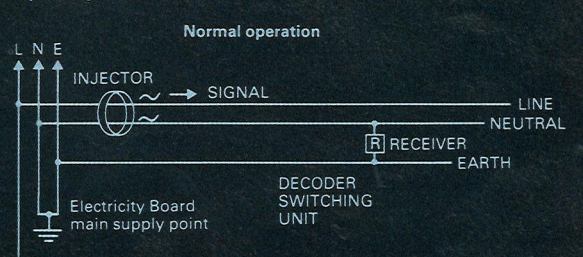 Normal operation
L N E
INJECTOR
SIGNAL
LINE
NEUTRAL
R RECEIVER
EARTH
DECODER
SWITCHING
UNIT
Electricity Board
main supply point